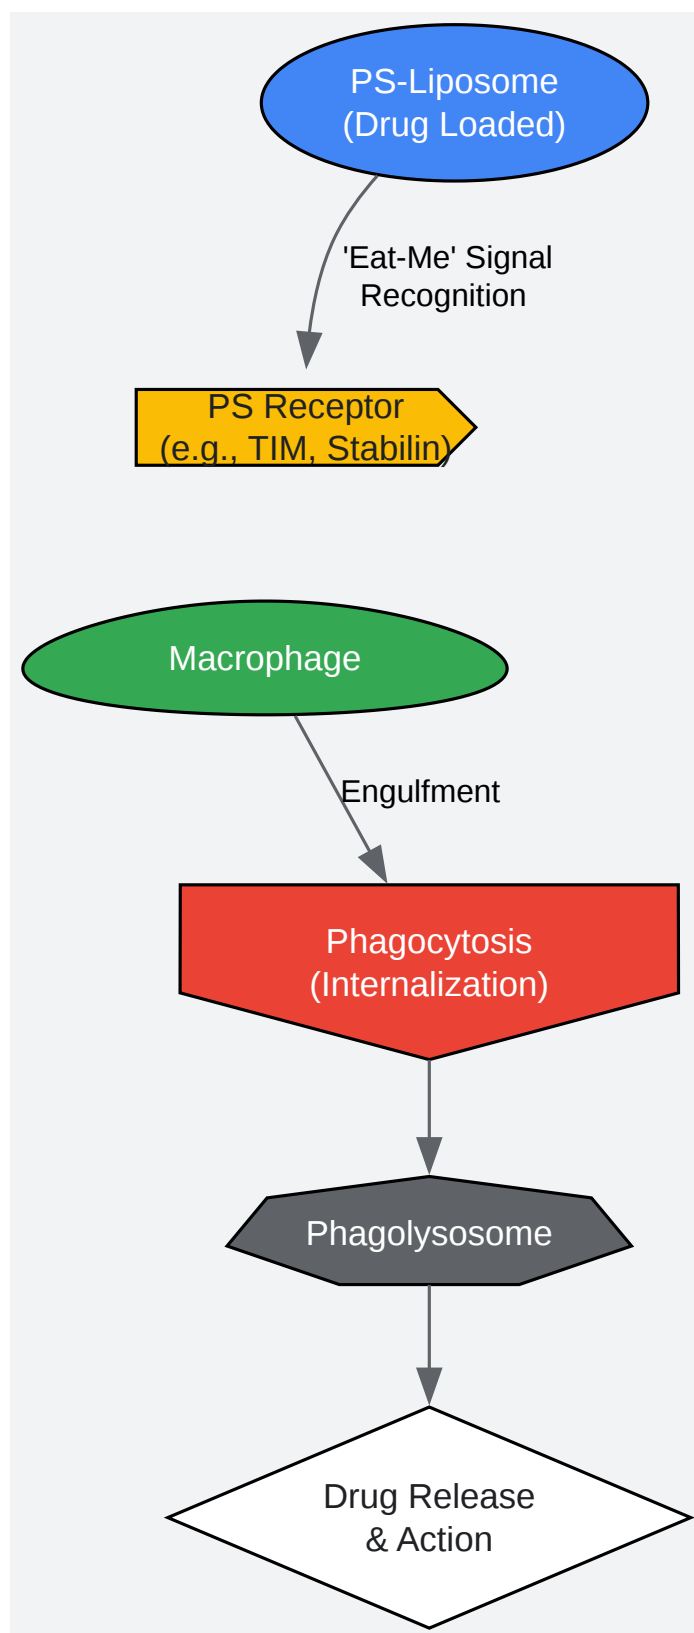 PS-Liposome
(Drug Loaded)
'Eat-Me' Signal
Recognition
PS Receptor
(e.g., TIM, Stabilin)
Macrophage
Engulfment
Phagocytosis
(Internalization)
Phagolysosome
Drug Release
& Action